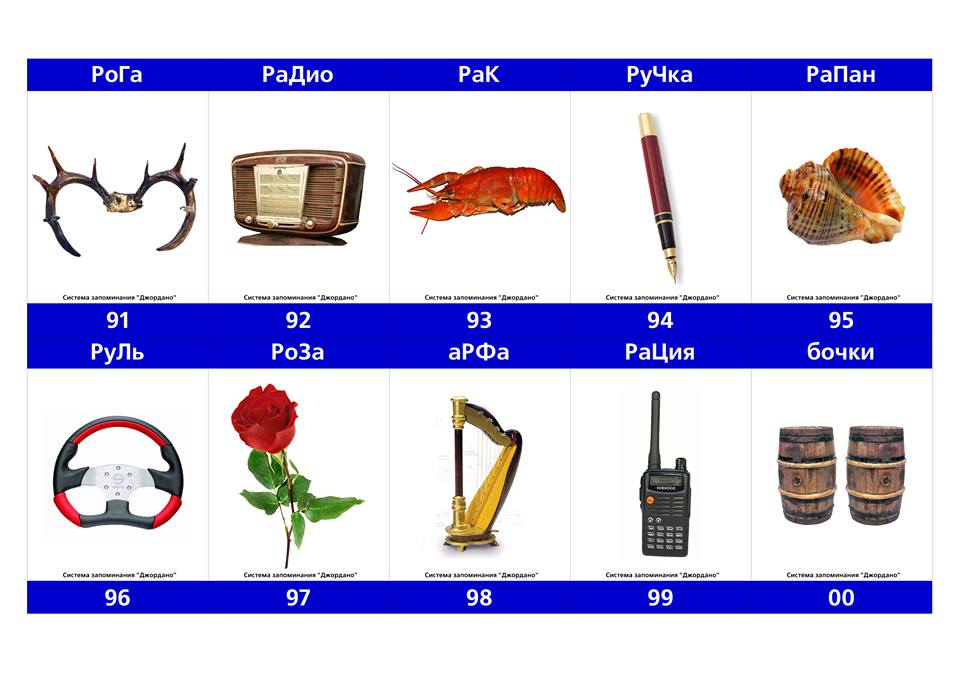 РоГа РаДио РаК РуЧка РаПан
Система запоминания "Джордано" Система запоминания "Джордано" Система запоминания "Джордано" Система запоминания "Джордано" Система запоминания "Джордано"
91 92 93 94 95
РуЛь РоЗа аРФа РаЦия бочки
KENWOOD
Система запоминания "Джордано" Система запоминания "Джордано" Система запоминания "Джордано" Система запоминания "Джордано" Система запоминания "Джордано"
96 97 98 99 00